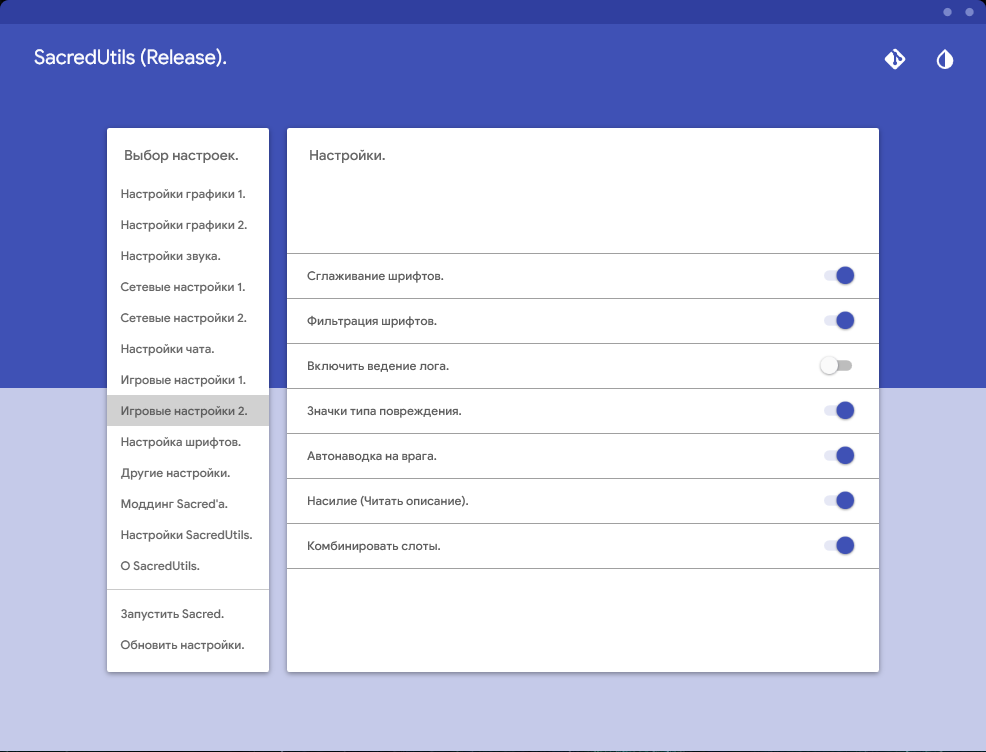 SacredUtils (Release).
Выбор настроек.
Настройки графики 1.
Настройки графики 2.
Настройки звука.
Сетевые настройки 1.
Сетевые настройки 2.
Настройки чата.
Игровые настройки 1.
Игровые настройки 2.
Настройка шрифтов.
Другие настройки.
Моддинг Sacred'a.
Настройки SacredUtils.
О SacredUtils.
Запустить Sacred.
Обновить настройки.
Настройки.
Сглаживание шрифтов.
Фильтрация шрифтов.
Включить ведение лога.
Значки типа повреждения.
Автонаводка на врага.
Насилие (Читать описание).
Комбинировать слоты.